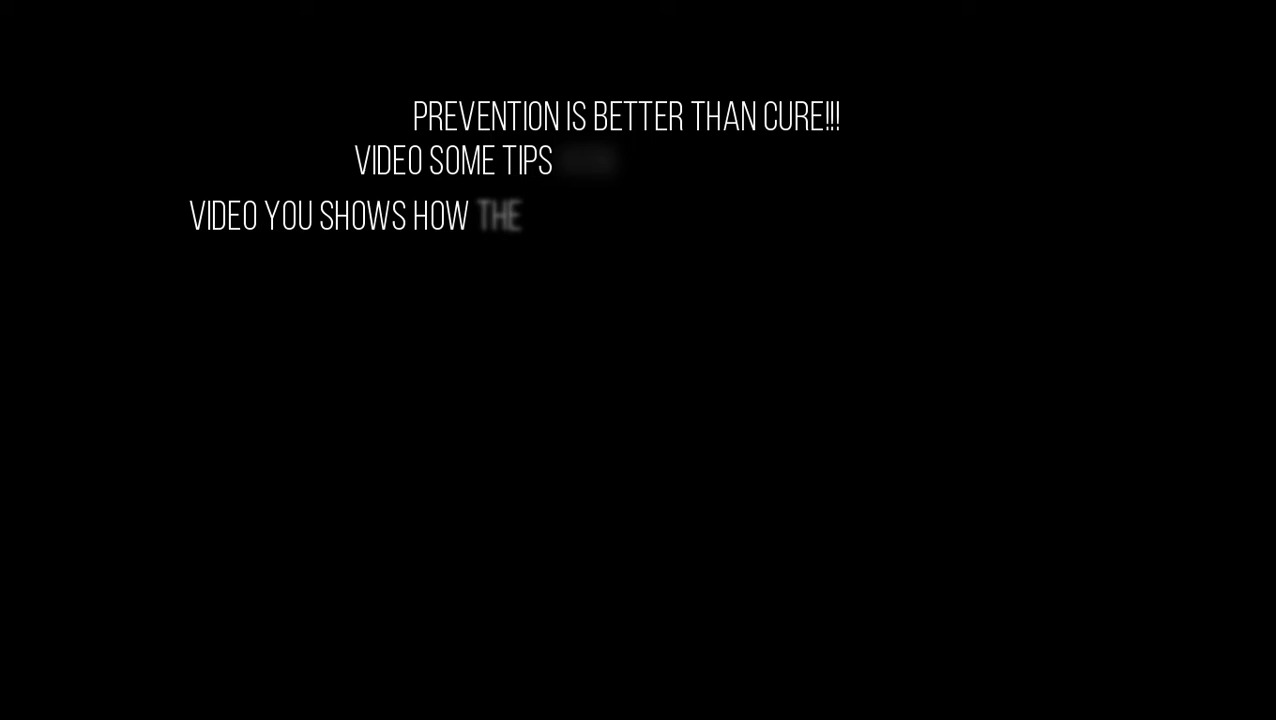 PREVENTION IS BETTER THAN CURE!!!
VIDEO SOME TIPS
VIDEO YOU SHOWS HOW THE